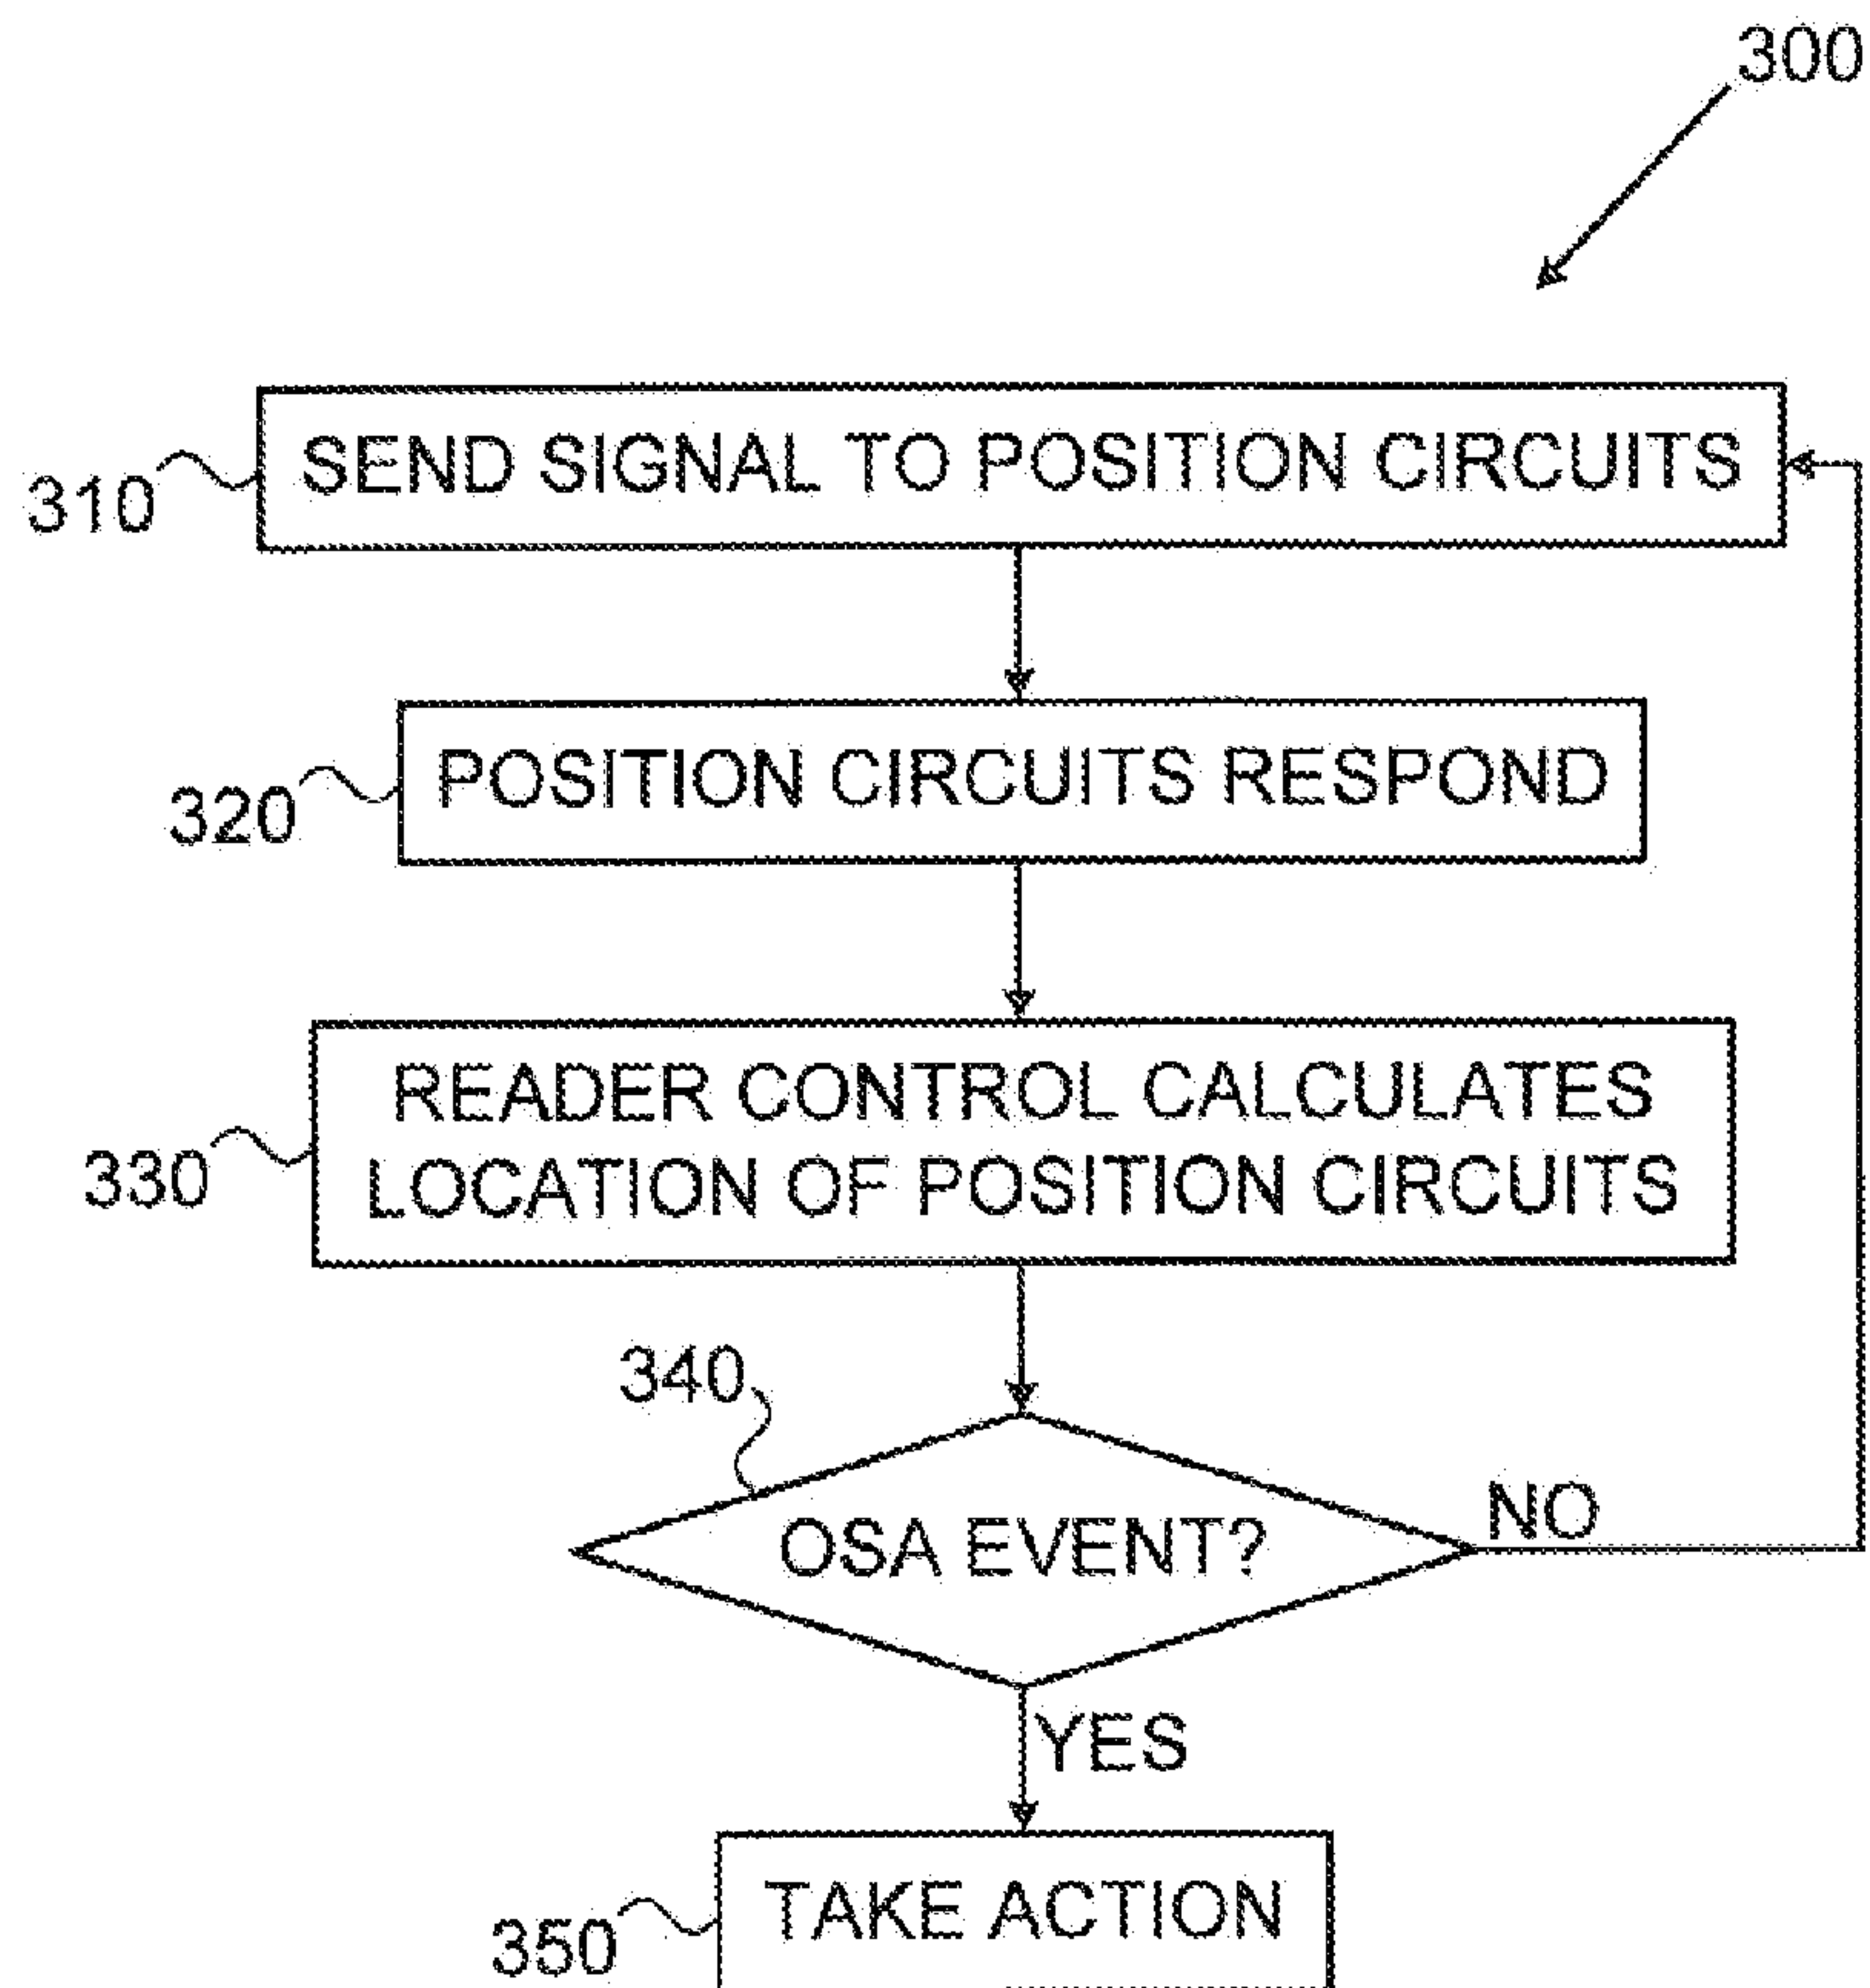 300
SEND SIGNAL TO POSITION CIRCUITS
310
POSITION CIRCUITS RESPOND
320
READER CONTROL CALCULATES
LOCATION OF POSITION CIRCUITS
330
340
OSA EVENT?
NO
YES
TAKE ACTION
350